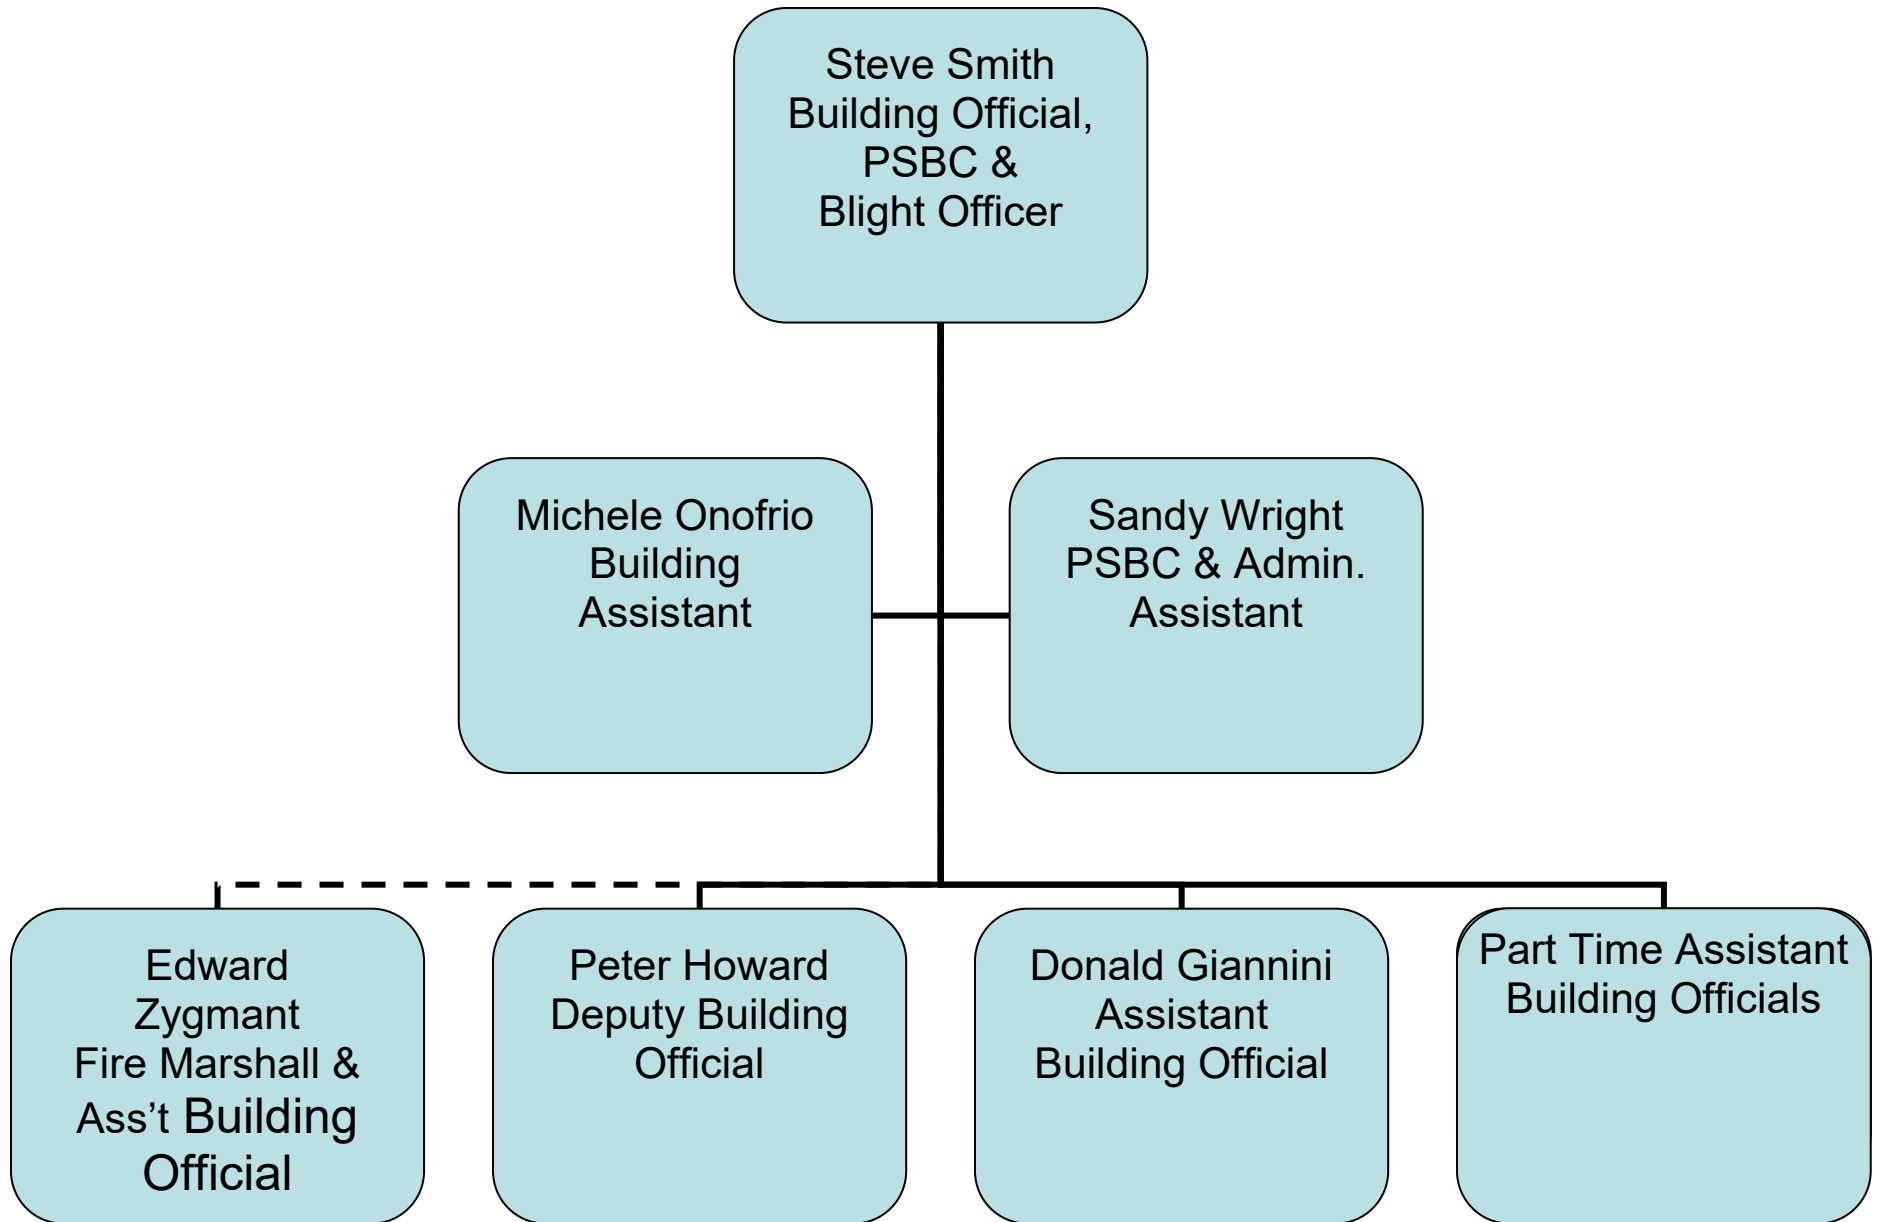 Steve Smith
Building Official,
PSBC &
Blight Officer
Michele Onofrio
Building
Assistant
Sandy Wright
PSBC & Admin.
Assistant
Edward
Zygmant
Fire Marshall &
Ass’t Building
Official
Peter Howard
Deputy Building
Official
Donald Giannini
Assistant
Building Official
Part Time Assistant
Building Officials